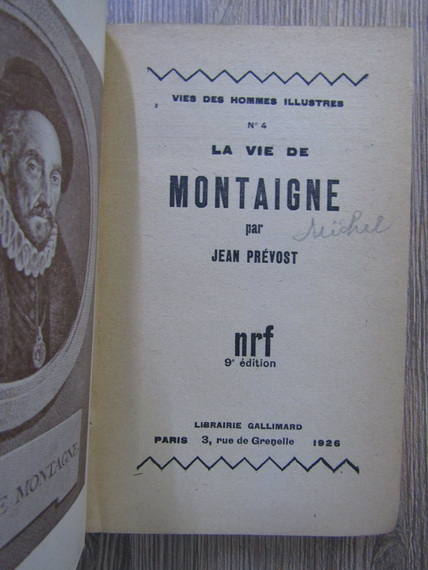 VIES DES HOMMES ILLUSTRES
N° 4
LA VIE DE
MONTAIGNE
par
Michel
JEAN PRÉVOST
nrf
9e édition
LIBRAIRIE GALLIMARD
PARIS 3, rue de Grenelle 1926
E MONTAGNE